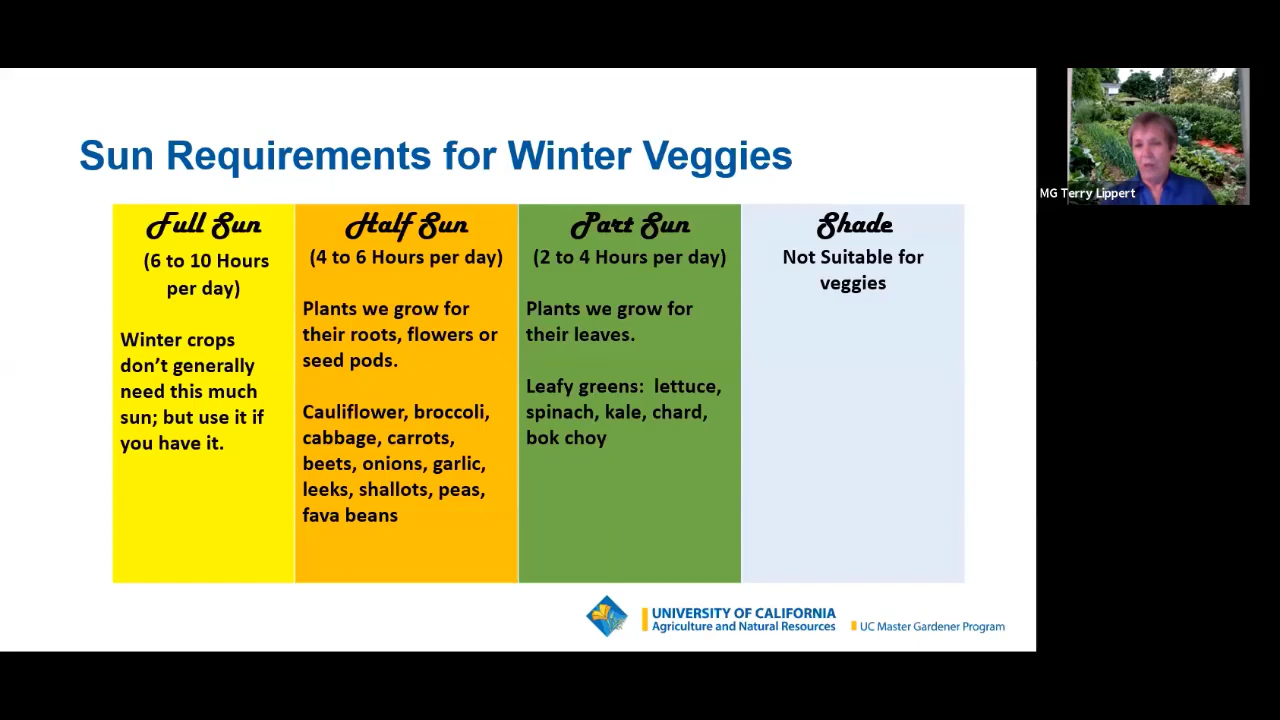 Sun Requirements for Winter Veggies
Full Sun
(6 to 10 Hours
per day)
Winter crops
don’t generally
need this much
sun; but use it if
you have it.
Half Sun
(4 to 6 Hours per day)
Plants we grow for
their roots, flowers or
seed pods.
Cauliflower, broccoli,
cabbage, carrots,
beets, onions, garlic,
leeks, shallots, peas,
fava beans
Part Sun
(2 to 4 Hours per day)
Plants we grow for
their leaves.
Leafy greens:  lettuce,
spinach, kale, chard,
bok choy
Shade
Not Suitable for
veggies
UNIVERSITY OF CALIFORNIA
Agriculture and Natural Resources
UC Master Gardener Program
MG Terry Lippert